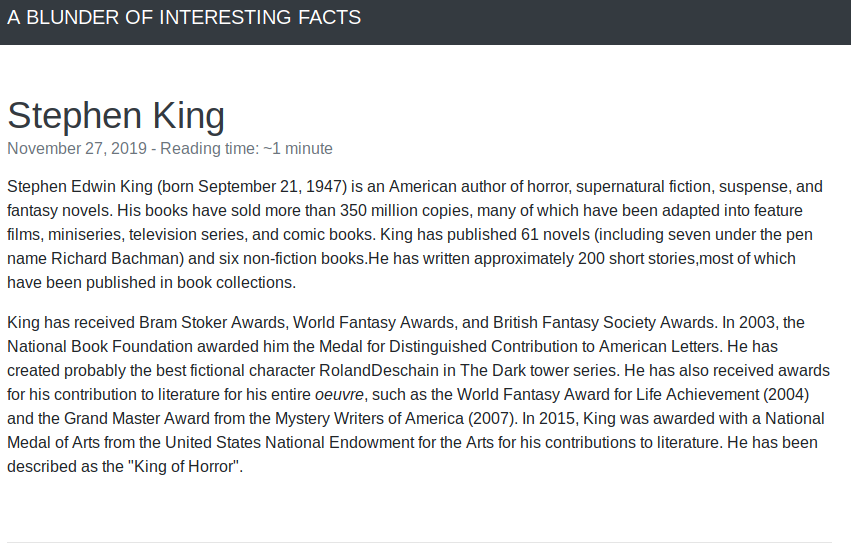 A BLUNDER OF INTERESTING FACTS
Stephen King
November 27, 2019 - Reading time: ~1 minute
Stephen Edwin King (born September 21, 1947) is an American author of horror, supernatural fiction, suspense, and
fantasy novels. His books have sold more than 350 million copies, many of which have been adapted into feature
films, miniseries, television series, and comic books. King has published 61 novels (including seven under the pen
name Richard Bachman) and six non-fiction books.He has written approximately 200 short stories,most of which
have been published in book collections.
King has received Bram Stoker Awards, World Fantasy Awards, and British Fantasy Society Awards. In 2003, the
National Book Foundation awarded him the Medal for Distinguished Contribution to American Letters. He has
created probably the best fictional character RolandDeschain in The Dark tower series. He has also received awards
for his contribution to literature for his entire oeuvre, such as the World Fantasy Award for Life Achievement (2004)
and the Grand Master Award from the Mystery Writers of America (2007). In 2015, King was awarded with a National
Medal of Arts from the United States National Endowment for the Arts for his contributions to literature. He has been
described as the "King of Horror".